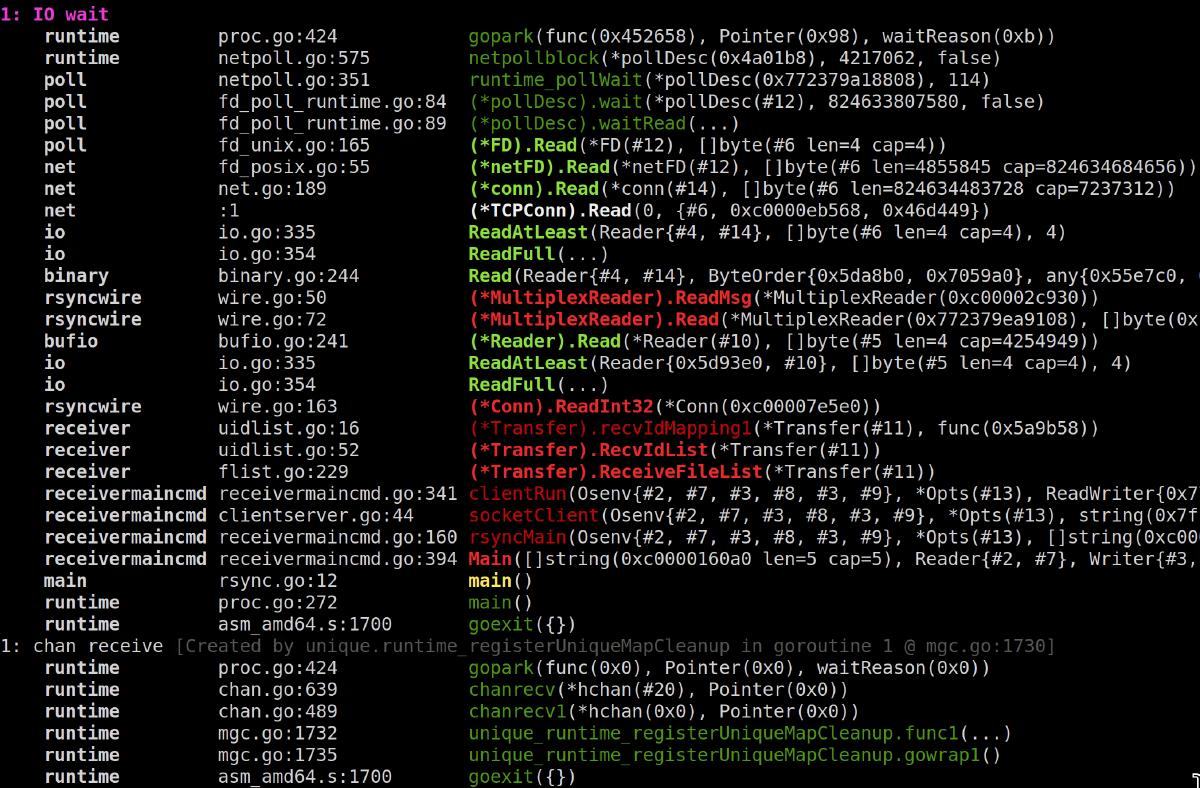 1: IO wait
runtime proc.go:424 gopark(func(0x452658), Pointer(0x98), waitReason(0xb))
runtime netpoll.go:575 netpollblock(*pollDesc(0x4a01b8), 4217062, false)
poll netpoll.go:351 runtime_pollWait(*pollDesc(0x772379a18808), 114)
poll fd_poll_runtime.go:84 (*pollDesc).wait(*pollDesc(#12), 824633807580, false)
poll fd_poll_runtime.go:89 (*pollDesc).waitRead(...)
poll fd_unix.go:165 (*FD).Read(*FD(#12), []byte(#6 len=4 cap=4))
net fd_posix.go:55 (*netFD).Read(*netFD(#12), []byte(#6 len=4855845 cap=824634684656))
net net.go:189 (*conn).Read(*conn(#14), []byte(#6 len=824634483728 cap=7237312))
net :1 (*TCPConn).Read(0, {#6, 0xc0000eb568, 0x46d449})
io io.go:335 ReadAtLeast(Reader{#4, #14}, []byte(#6 len=4 cap=4), 4)
io io.go:354 ReadFull(...)
binary binary.go:244 Read(Reader{#4, #14}, ByteOrder{0x5da8b0, 0x7059a0}, any{0x55e7c0,
rsyncwire wire.go:50 (*MultiplexReader).ReadMsg(*MultiplexReader(0xc00002c930))
rsyncwire wire.go:72 (*MultiplexReader).Read(*MultiplexReader(0x772379ea9108), []byte(0x
bufio bufio.go:241 (*Reader).Read(*Reader(#10), []byte(#5 len=4 cap=4254949))
io io.go:335 ReadAtLeast(Reader{0x5d93e0, #10}, []byte(#5 len=4 cap=4), 4)
io io.go:354 ReadFull(...)
rsyncwire wire.go:163 (*Conn).ReadInt32(*Conn(0xc00007e5e0))
receiver uidlist.go:16 (*Transfer).recvIdMapping1(*Transfer(#11), func(0x5a9b58))
receiver uidlist.go:52 (*Transfer).RecvIdList(*Transfer(#11))
receiver flist.go:229 (*Transfer).ReceiveFileList(*Transfer(#11))
receivermaincmd receivermaincmd.go:341 clientRun(Osenv{#2, #7, #3, #8, #3, #9}, *Opts(#13), ReadWriter{0x7
receivermaincmd clientserver.go:44 socketClient(Osenv{#2, #7, #3, #8, #3, #9}, *Opts(#13), string(0x7f
receivermaincmd receivermaincmd.go:160 rsyncMain(Osenv{#2, #7, #3, #8, #3, #9}, *Opts(#13), []string(0xc00
receivermaincmd receivermaincmd.go:394 Main([]string(0xc0000160a0 len=5 cap=5), Reader{#2, #7}, Writer{#3,
main rsync.go:12 main()
runtime proc.go:272 main()
runtime asm_amd64.s:1700 goexit({})
1: chan receive [Created by unique.runtime_registerUniqueMapCleanup in goroutine 1 @ mgc.go:1730]
runtime proc.go:424 gopark(func(0x0), Pointer(0x0), waitReason(0x0))
runtime chan.go:639 chanrecv(*hchan(#20), Pointer(0x0))
runtime chan.go:489 chanrecv1(*hchan(0x0), Pointer(0x0))
runtime mgc.go:1732 unique_runtime_registerUniqueMapCleanup.func1(...)
runtime mgc.go:1735 unique_runtime_registerUniqueMapCleanup.gowrap1()
runtime asm_amd64.s:1700 goexit({})